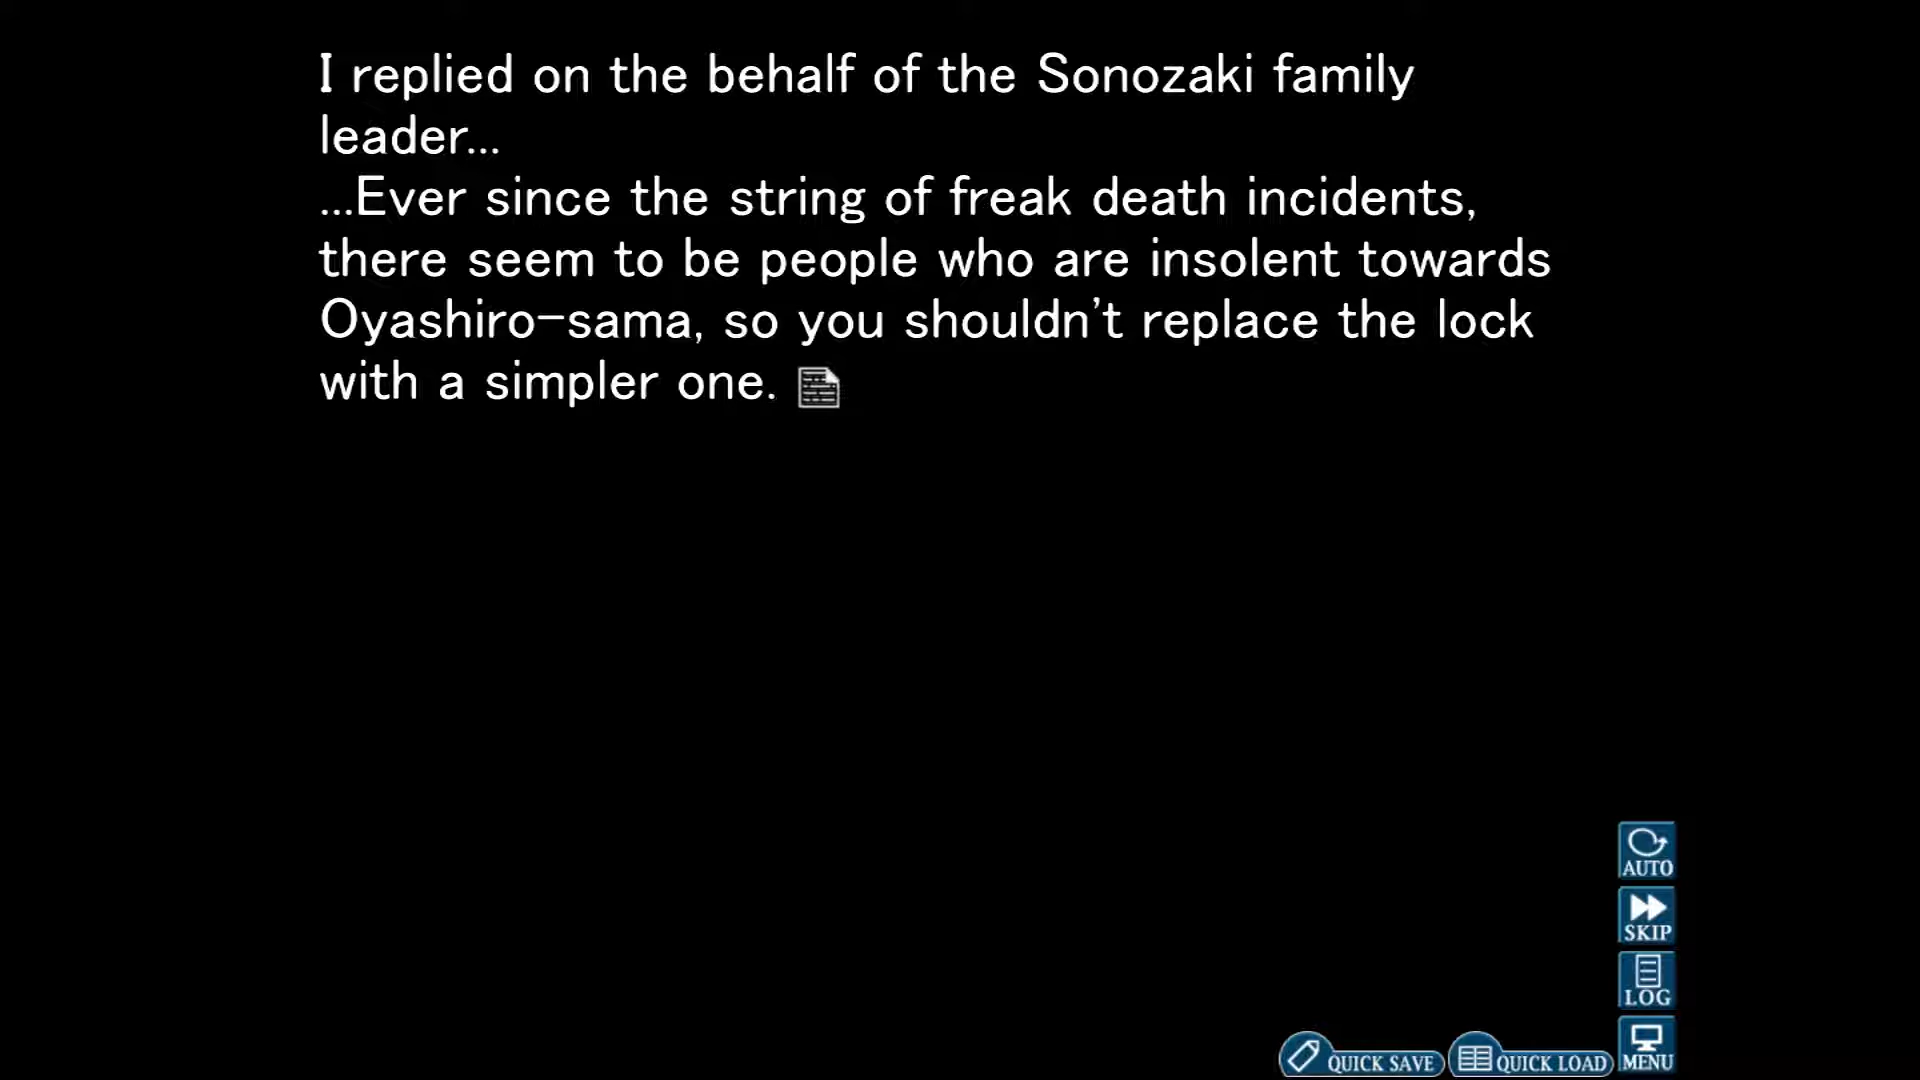 I replied on the behalf of the Sonozaki family
leader...
...Ever since the string of freak death incidents,
there seem to be people who are insolent towards
Oyashiro-sama, so you shouldn't replace the lock
with a simpler one.
AUTO
SKIP
LOG
MENU
QUICK SAVE
QUICK LOAD